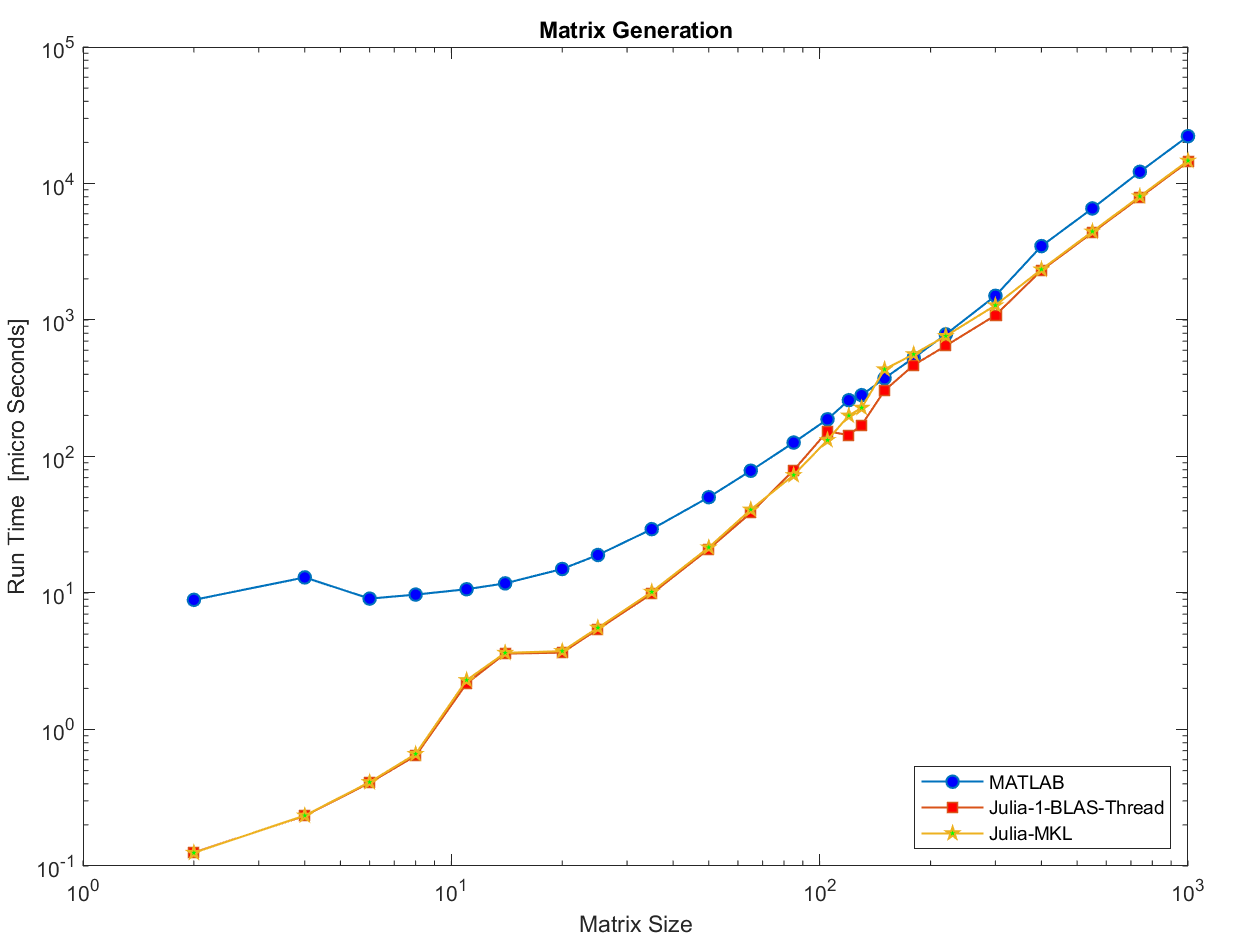 Matrix Generation
10^5
10^4
10^3
10^2
10^1
10^0
10^-1
Run Time [micro Seconds]
10^0 10^1 10^2 10^3
Matrix Size
MATLAB
Julia-1-BLAS-Thread
Julia-MKL